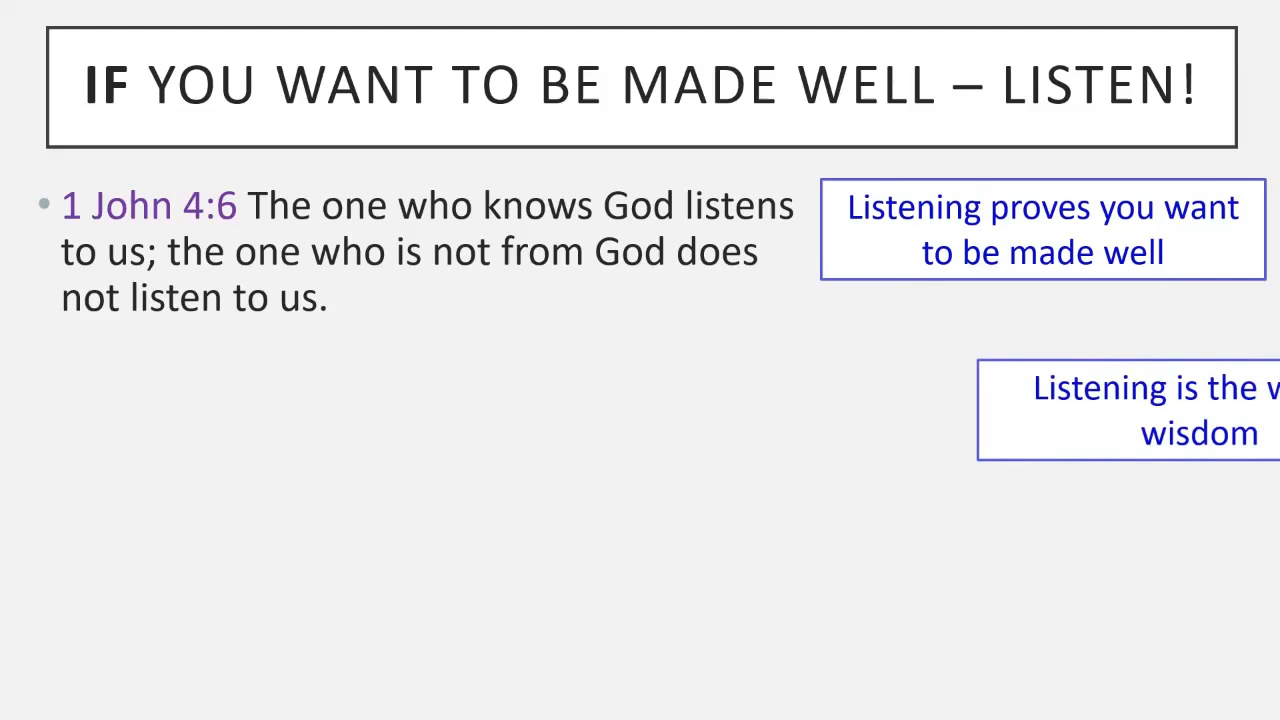 IF YOU WANT TO BE MADE WELL – LISTEN!
• 1 John 4:6 The one who knows God listens
to us; the one who is not from God does
not listen to us.
Listening proves you want
to be made well
Listening is the
wisdom